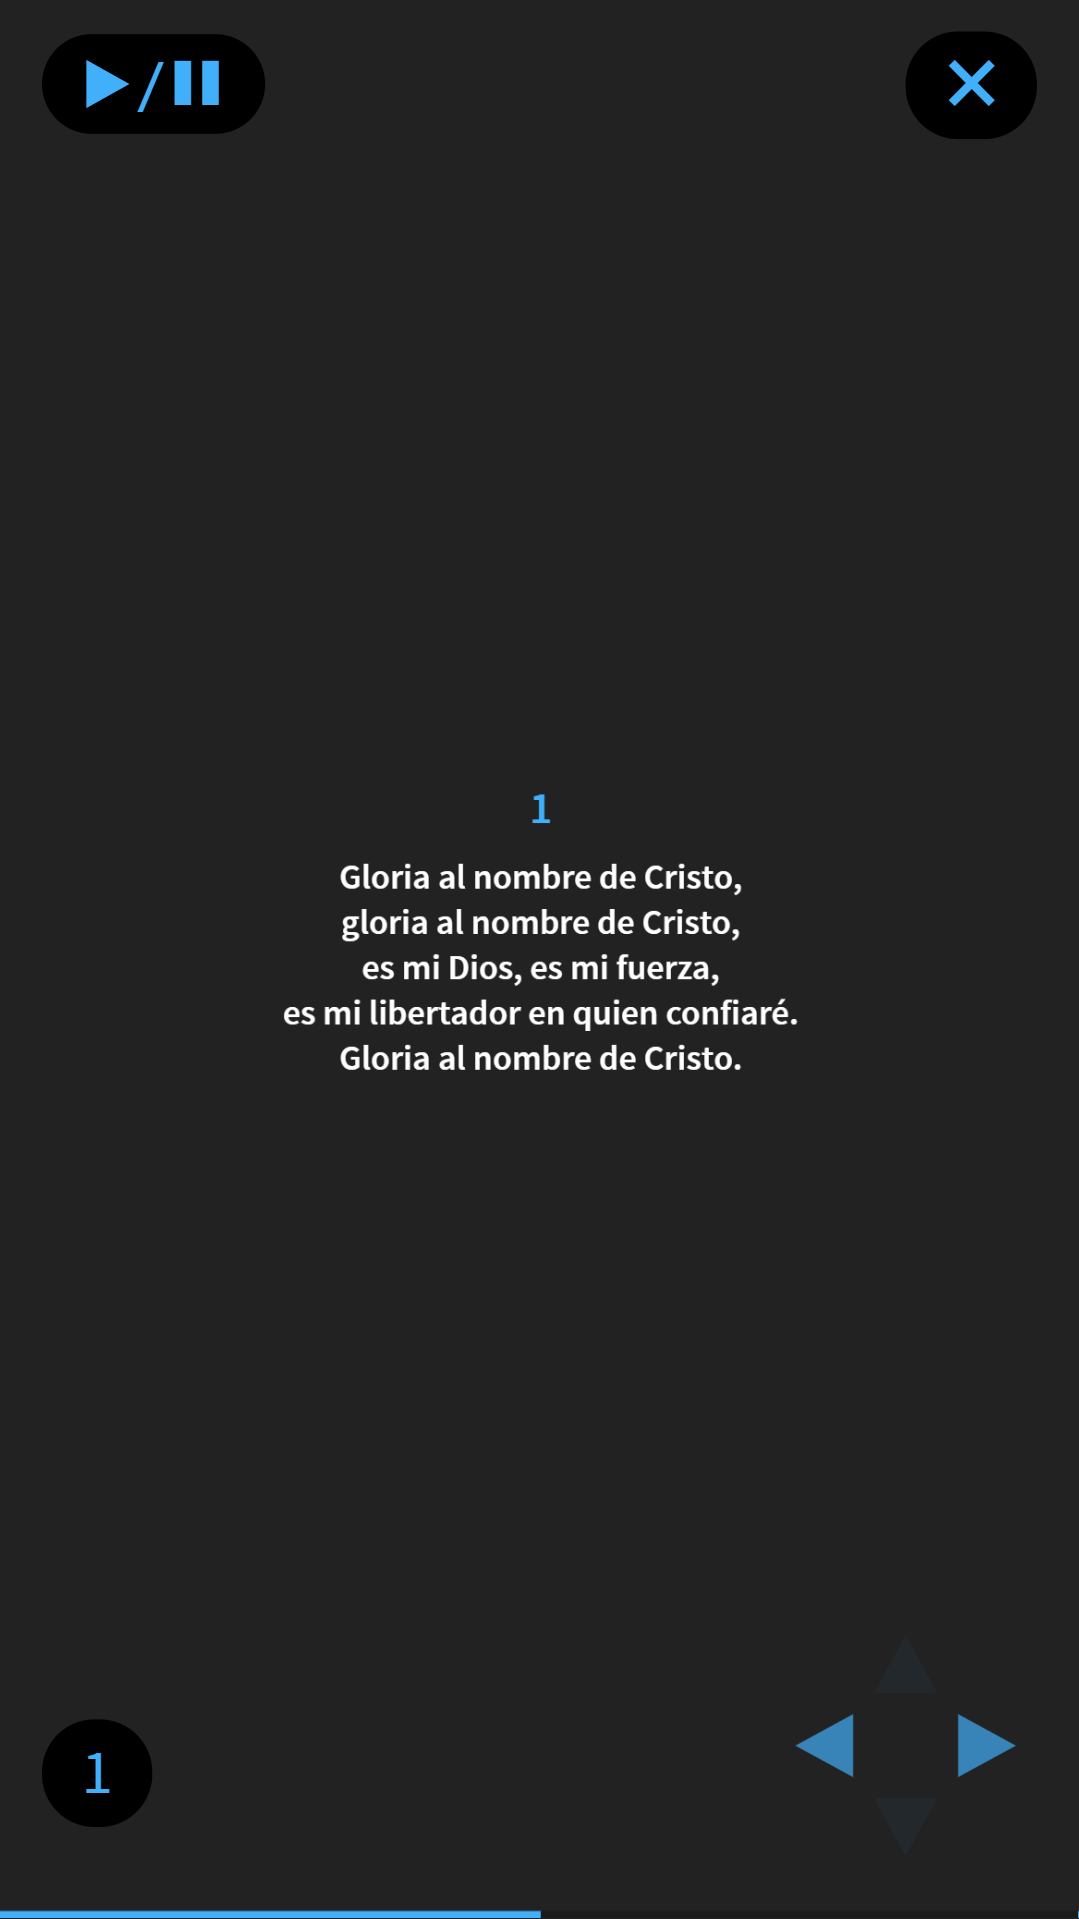 1
Gloria al nombre de Cristo,
gloria al nombre de Cristo,
es mi Dios, es mi fuerza,
es mi libertador en quien confiaré.
Gloria al nombre de Cristo.
1